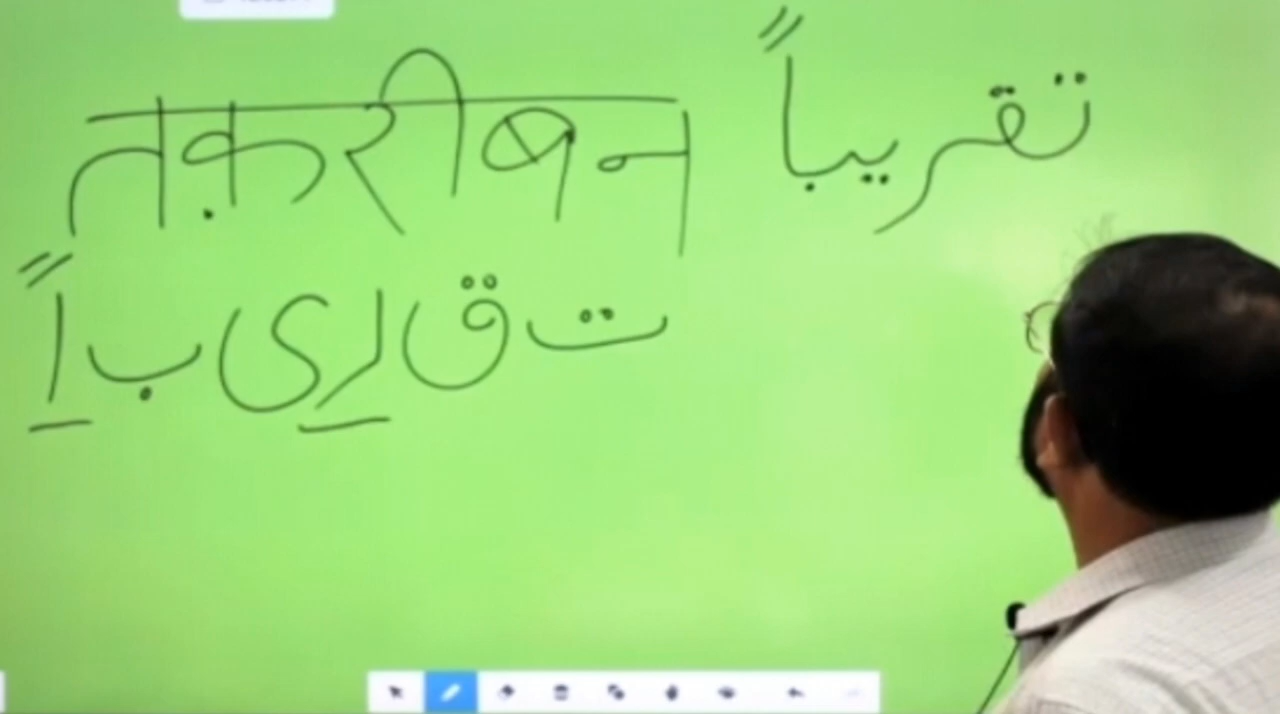 तक़रीबन تقریباً
ت ق ر ی ب اً